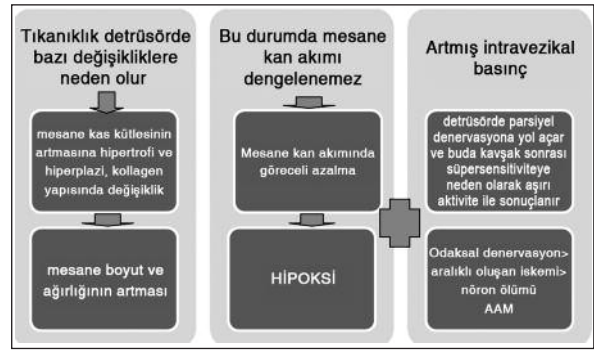 Tıkanıklık detrüsörde
bazı değişikliklere
neden olur
mesane kas kûtlesinin
artmasına hipertrofi ve
hiperplazi, kollagen
yapısında değişiklik
mesane boyut ve
ağırlığının artması
Bu durumda mesane
kan akımı
dengelenemez
Mesane kan akımında
göreceli azalma
HİPOKSİ
Artmış intravezikal
basınç
detrüsörde parsiyel
denervasyona yol açar
ve buda kavşak sonrası
süpersensitiviteye
neden olarak aşırı
aktivite ile sonuçlanır
Odaksal denervasyon>
aralıklı oluşan iskemi>
nöron ölümü
AAM